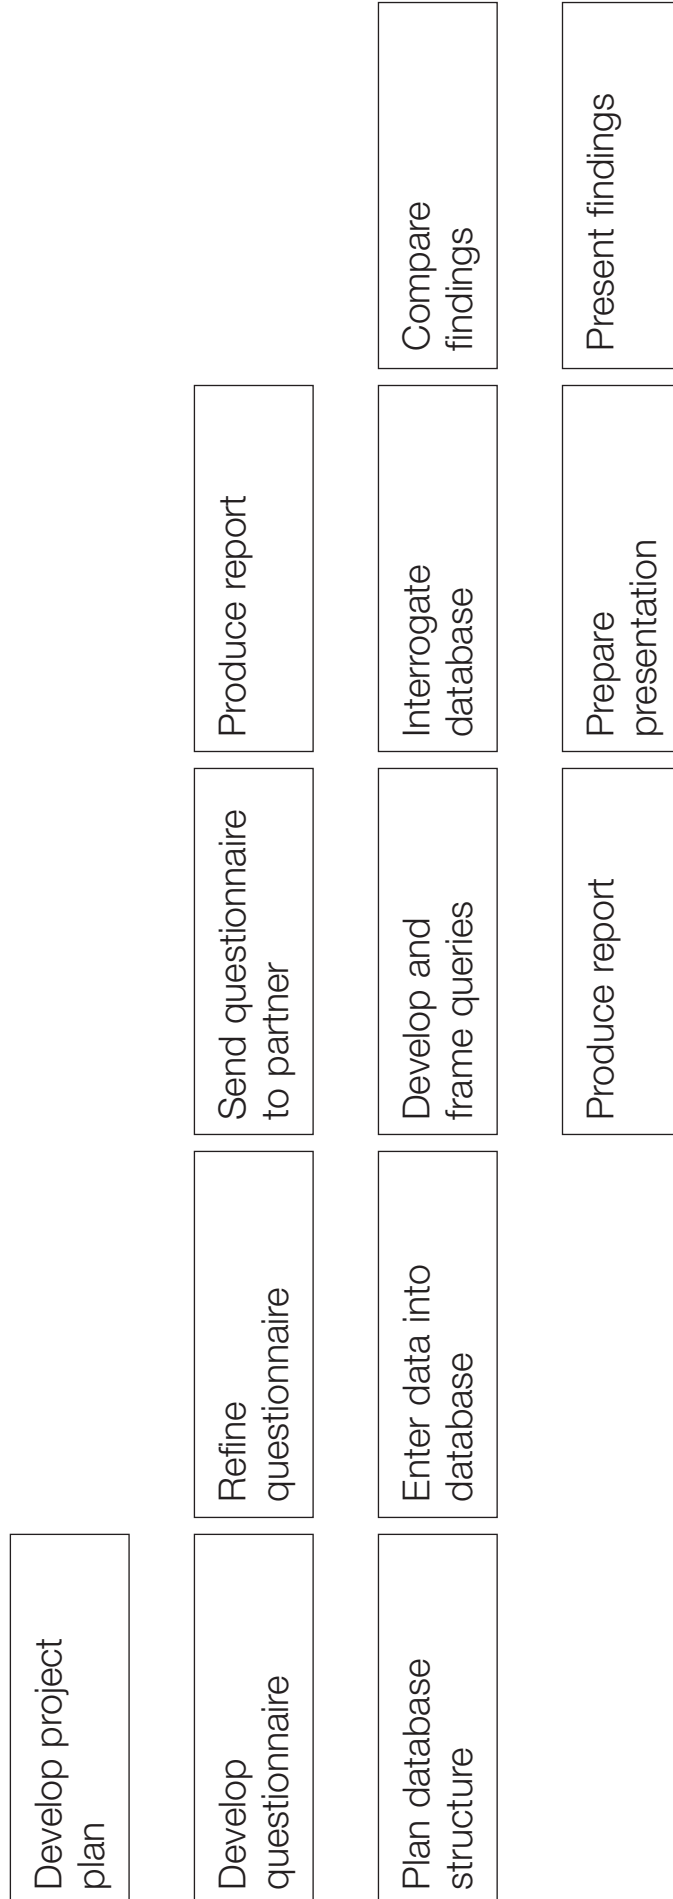 Develop project
plan
Develop
questionnaire
Refine
questionnaire
Send questionnaire
to partner
Produce report
Plan database
structure
Enter data into
database
Develop and
frame queries
Interrogate
database
Compare
findings
Produce report
Prepare
presentation
Present findings